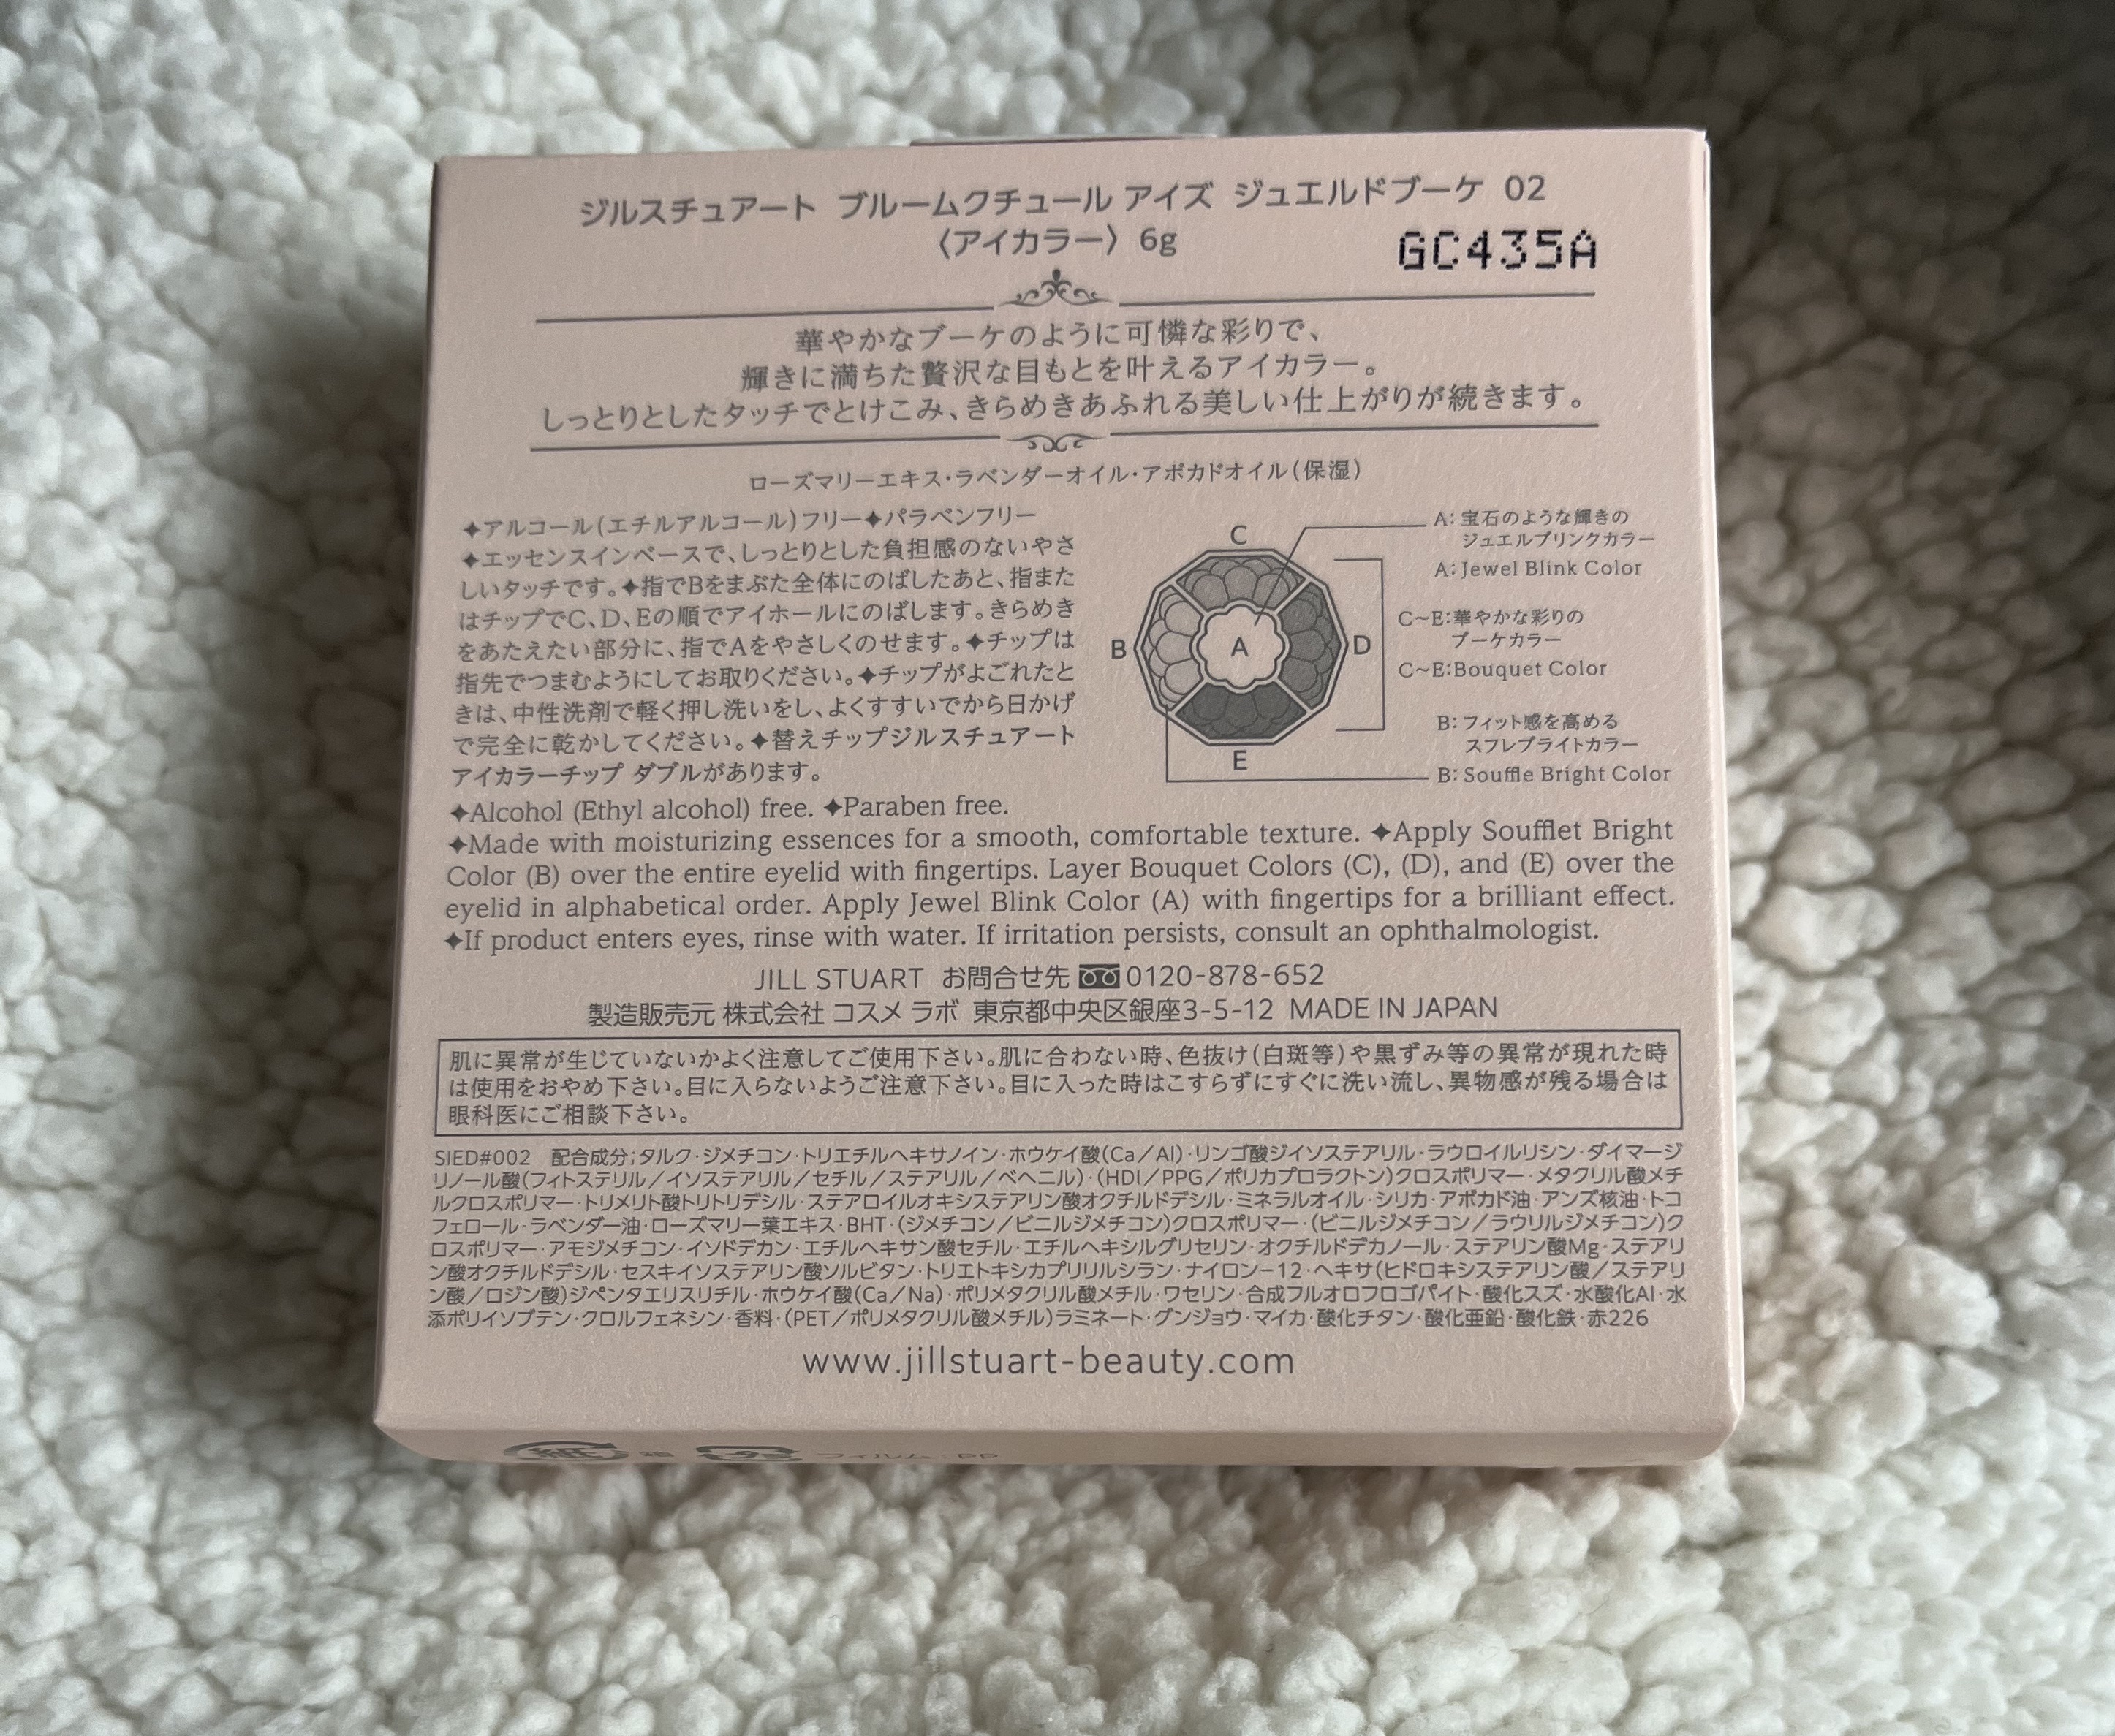 ジルスチュアート ブルームクチュール アイズ ジュエルドブーケ 02
〈アイカラー〉 6g
GC435A
華やかなブーケのように可憐な彩りで、
輝きに満ちた贅沢な目もとを叶えるアイカラー。
しっとりとしたタッチでとけこみ、きらめきあふれる美しい仕上がりが続きます。
ローズマリーエキス・ラベンダーオイル・アボカドオイル(保湿)
✦アルコール(エチルアルコール)フリー✦パラベンフリー
✦エッセンスインベースで、しっとりとした負担感のないやさ
しいタッチです。✦指でBをまぶた全体にのばしたあと、指また
はチップでC、D、Eの順でアイホールにのばします。きらめき
をあたえたい部分に、指でAをやさしくのせます。✦チップは
指先でつまむようにしてお取りください。✦チップがよごれたと
きは、中性洗剤で軽く押し洗いをし、よくすすいでから日かげ
で完全に乾かしてください。✦替えチップジルスチュアート
アイカラーチップ ダブルがあります。
C
B
A
D
E
A:宝石のような輝きの
ジュエルブリンクカラー
A:Jewel Blink Color
C~E:華やかな彩りの
ブーケカラー
C~E:Bouquet Color
B:フィット感を高める
スフレブライトカラー
B:Souffle Bright Color
✦Alcohol (Ethyl alcohol) free. ✦Paraben free.
✦Made with moisturizing essences for a smooth, comfortable texture. ✦Apply Soufflet Bright
Color (B) over the entire eyelid with fingertips. Layer Bouquet Colors (C), (D), and (E) over the
eyelid in alphabetical order. Apply Jewel Blink Color (A) with fingertips for a brilliant effect.
✦If product enters eyes, rinse with water. If irritation persists, consult an ophthalmologist.
JILL STUART お問合せ先 0120-878-652
製造販売元 株式会社 コスメ ラボ 東京都中央区銀座3-5-12 MADE IN JAPAN
肌に異常が生じていないかよく注意してご使用下さい。肌に合わない時、色抜け(白斑等)や黒ずみ等の異常が現れた時
は使用をおやめ下さい。目に入らないようご注意下さい。目に入った時はこすらずにすぐに洗い流し、異物感が残る場合は
眼科医にご相談下さい。
SIED#002 配合成分;タルク・ジメチコン・トリエチルヘキサノイン・ホウケイ酸(Ca/Al)・リンゴ酸ジイソステアリル・ラウロイルリシン・ダイマージ
リノール酸(フィトステリル/イソステアリル/セチル/ステアリル/ベヘニル)・(HDI/PPG/ポリカプロラクトン)クロスポリマー・メタクリル酸メチ
ルクロスポリマー・トリメリト酸トリトリデシル・ステアロイルオキシステアリン酸オクチルドデシル・ミネラルオイル・シリカ・アボカド油・アンズ核油・トコ
フェロール・ラベンダー油・ローズマリー葉エキス・BHT・(ジメチコン/ビニルジメチコン)クロスポリマー・(ビニルジメチコン/ラウリルジメチコン)ク
ロスポリマー・アモジメチコン・イソドデカン・エチルヘキサン酸セチル・エチルヘキシルグリセリン・オクチルドデカノール・ステアリン酸Mg・ステアリ
ン酸オクチルドデシル・セスキイソステアリン酸ソルビタン・トリエトキシカプリリルシラン・ナイロン-12・ヘキサ(ヒドロキシステアリン酸/ステアリ
ン酸/ロジン酸)ジペンタエリスリチル・ホウケイ酸(Ca/Na)・ポリメタクリル酸メチル・ワセリン・合成フルオロフロゴパイト・酸化スズ・水酸化Al・水
添ポリイソブテン・クロルフェネシン・香料・(PET/ポリメタクリル酸メチル)ラミネート・グンジョウ・マイカ・酸化チタン・酸化亜鉛・酸化鉄・赤226
www.jillstuart-beauty.com
紙 箱 フィルム:PP